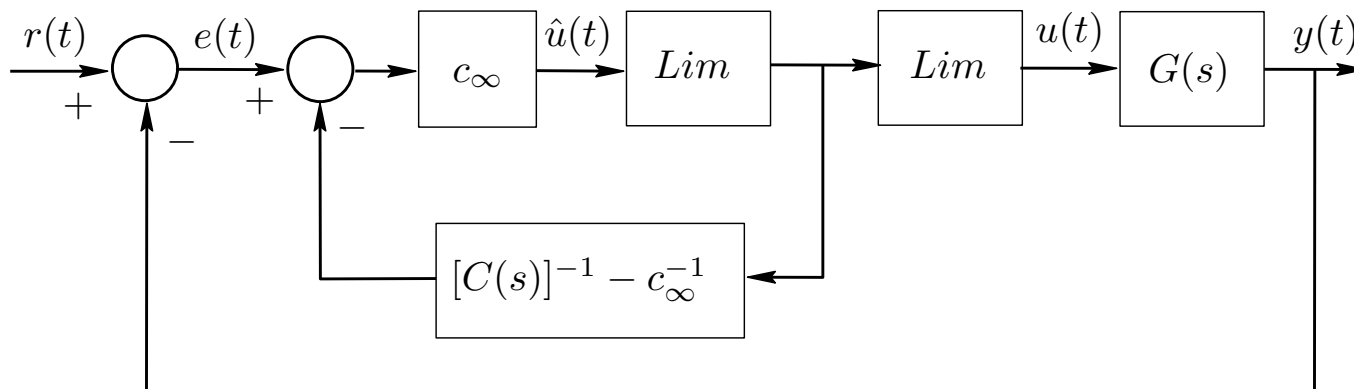 r(t)
e(t)
û(t)
u(t)
y(t)
+
−
+
−
c∞
Lim
Lim
G(s)
[C(s)]⁻¹ − c∞⁻¹